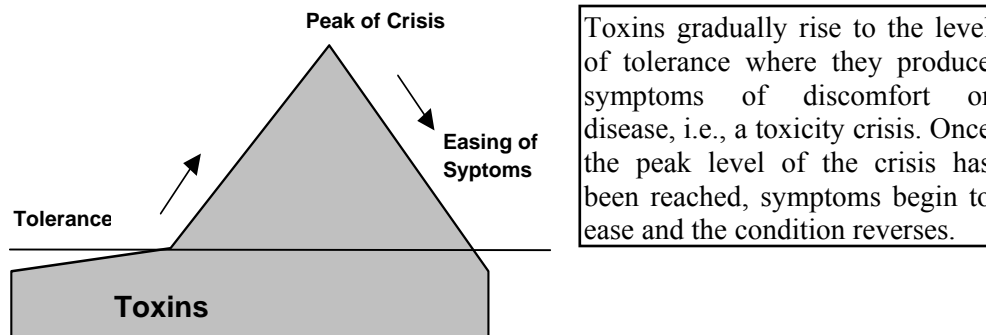 Peak of Crisis
Easing of
Syptoms
Tolerance
Toxins
Toxins gradually rise to the level
of tolerance where they produce
symptoms of discomfort or
disease, i.e., a toxicity crisis. Once
the peak level of the crisis has
been reached, symptoms begin to
ease and the condition reverses.